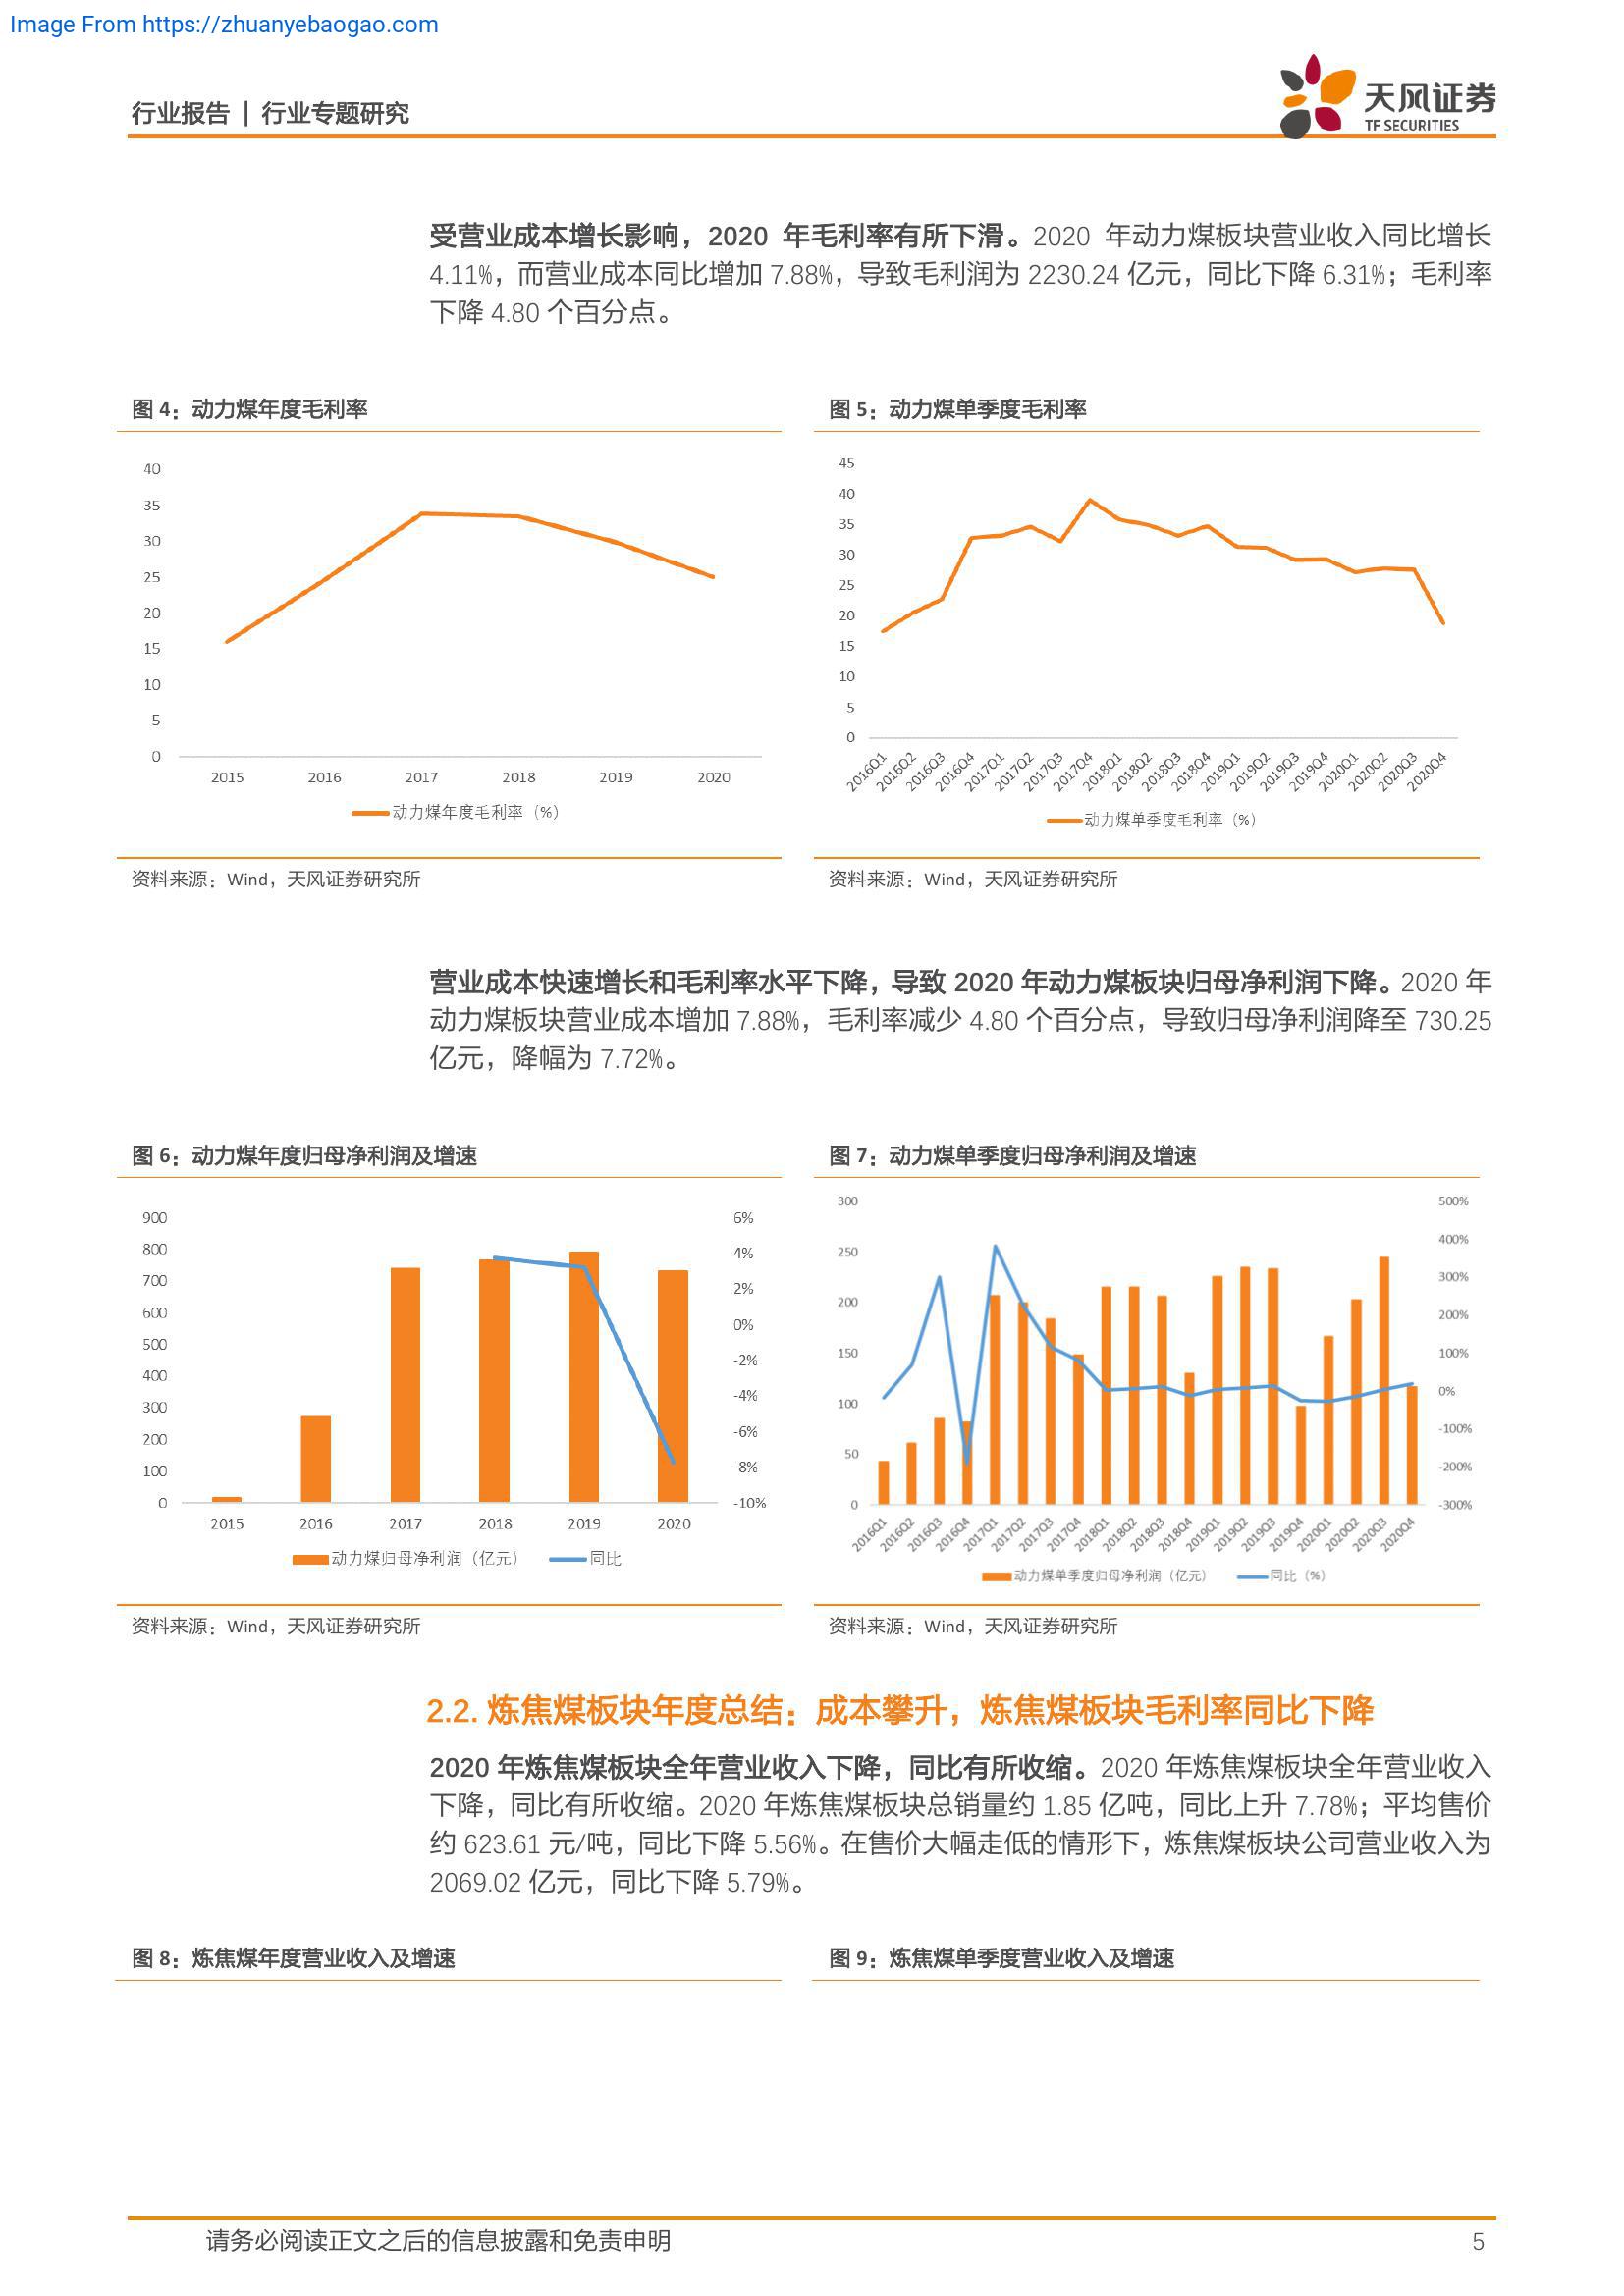 Image From https://zhuanyebaogao.com
行业报告 | 行业专题研究
天风证券
TF SECURITIES
受营业成本增长影响，2020 年毛利率有所下滑。2020 年动力煤板块营业收入同比增长
4.11%，而营业成本同比增加 7.88%，导致毛利润为 2230.24 亿元，同比下降 6.31%；毛利率
下降 4.80 个百分点。
图 4：动力煤年度毛利率
40
35
30
25
20
15
10
5
0
2015 2016 2017 2018 2019 2020
动力煤年度毛利率（%）
资料来源：Wind，天风证券研究所
图 5：动力煤单季度毛利率
45
40
35
30
25
20
15
10
5
0
2016Q1 2016Q2 2016Q3 2016Q4 2017Q1 2017Q2 2017Q3 2017Q4 2018Q1 2018Q2 2018Q3 2018Q4 2019Q1 2019Q2 2019Q3 2019Q4 2020Q1 2020Q2 2020Q3 2020Q4
动力煤单季度毛利率（%）
资料来源：Wind，天风证券研究所
营业成本快速增长和毛利率水平下降，导致 2020 年动力煤板块归母净利润下降。2020 年
动力煤板块营业成本增加 7.88%，毛利率减少 4.80 个百分点，导致归母净利润降至 730.25
亿元，降幅为 7.72%。
图 6：动力煤年度归母净利润及增速
900
800
700
600
500
400
300
200
100
0
6%
4%
2%
0%
-2%
-4%
-6%
-8%
-10%
2015 2016 2017 2018 2019 2020
动力煤归母净利润（亿元） 同比
资料来源：Wind，天风证券研究所
图 7：动力煤单季度归母净利润及增速
300
250
200
150
100
50
0
500%
400%
300%
200%
100%
0%
-100%
-200%
-300%
2016Q1 2016Q2 2016Q3 2016Q4 2017Q1 2017Q2 2017Q3 2017Q4 2018Q1 2018Q2 2018Q3 2018Q4 2019Q1 2019Q2 2019Q3 2019Q4 2020Q1 2020Q2 2020Q3 2020Q4
动力煤单季度归母净利润（亿元） 同比（%）
资料来源：Wind，天风证券研究所
2.2. 炼焦煤板块年度总结：成本攀升，炼焦煤板块毛利率同比下降
2020 年炼焦煤板块全年营业收入下降，同比有所收缩。2020 年炼焦煤板块全年营业收入
下降，同比有所收缩。2020 年炼焦煤板块总销量约 1.85 亿吨，同比上升 7.78%；平均售价
约 623.61 元/吨，同比下降 5.56%。在售价大幅走低的情形下，炼焦煤板块公司营业收入为
2069.02 亿元，同比下降 5.79%。
图 8：炼焦煤年度营业收入及增速
图 9：炼焦煤单季度营业收入及增速
请务必阅读正文之后的信息披露和免责申明
5